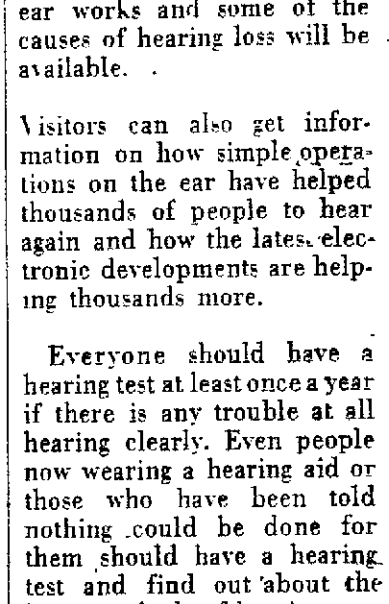 ear works and some of the
causes of hearing loss will be
available.
Visitors can also get infor-
mation on how simple opera-
tions on the ear have helped
thousands of people to hear
again and how the latest elec-
tronic developments are help-
ing thousands more.
Everyone should have a
hearing test at least once a year
if there is any trouble at all
hearing clearly. Even people
now wearing a hearing aid or
those who have been told
nothing could be done for
them should have a hearing
test and find out about the